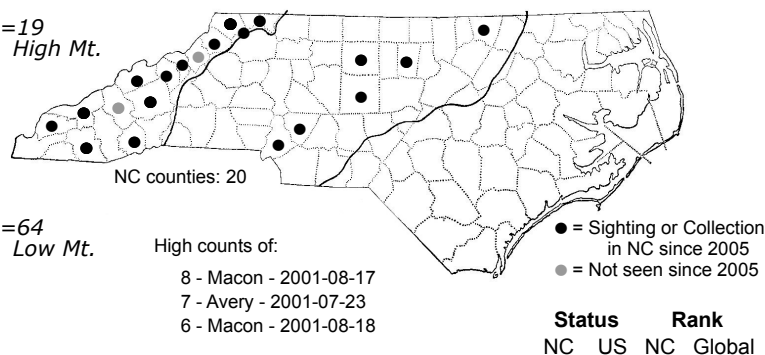 =19
High Mt.
NC counties: 20
=64
Low Mt.
High counts of:
8 - Macon - 2001-08-17
7 - Avery - 2001-07-23
6 - Macon - 2001-08-18
● = Sighting or Collection
in NC since 2005
● = Not seen since 2005
Status Rank
NC US NC Global